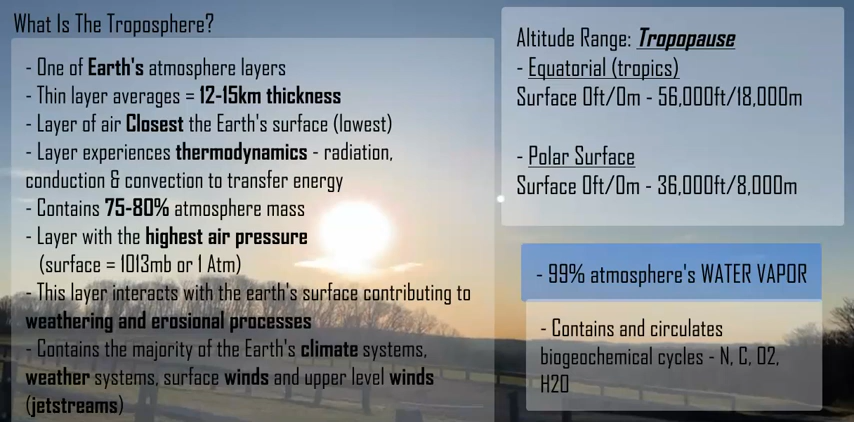 What Is The Troposphere?
- One of Earth's atmosphere layers
- Thin layer averages = 12-15km thickness
- Layer of air Closest the Earth's surface (lowest)
- Layer experiences thermodynamics - radiation,
conduction & convection to transfer energy
- Contains 75-80% atmosphere mass
- Layer with the highest air pressure
(surface = 1013mb or 1 Atm)
- This layer interacts with the earth's surface contributing to
weathering and erosional processes
- Contains the majority of the Earth's climate systems,
weather systems, surface winds and upper level winds
(jetstreams)
Altitude Range: Tropopause
- Equatorial (tropics)
Surface 0ft/0m - 56,000ft/18,000m
- Polar Surface
Surface 0ft/0m - 36,000ft/8,000m
- 99% atmosphere's WATER VAPOR
- Contains and circulates
biogeochemical cycles - N, C, O2,
H2O